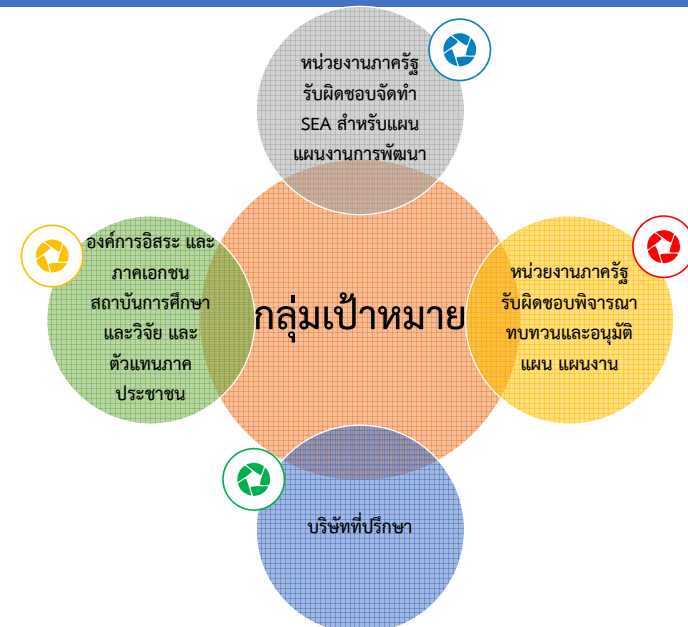 หน่วยงานภาครัฐ
รับผิดชอบจัดทำ
SEA สำหรับแผน
แผนงานการพัฒนา
องค์การอิสระ และ
ภาคเอกชน
สถาบันการศึกษา
และวิจัย และ
ตัวแทนภาค
ประชาชน
กลุ่มเป้าหมาย
หน่วยงานภาครัฐ
รับผิดชอบพิจารณา
ทบทวนและอนุมัติ
แผน แผนงาน
บริษัทที่ปรึกษา